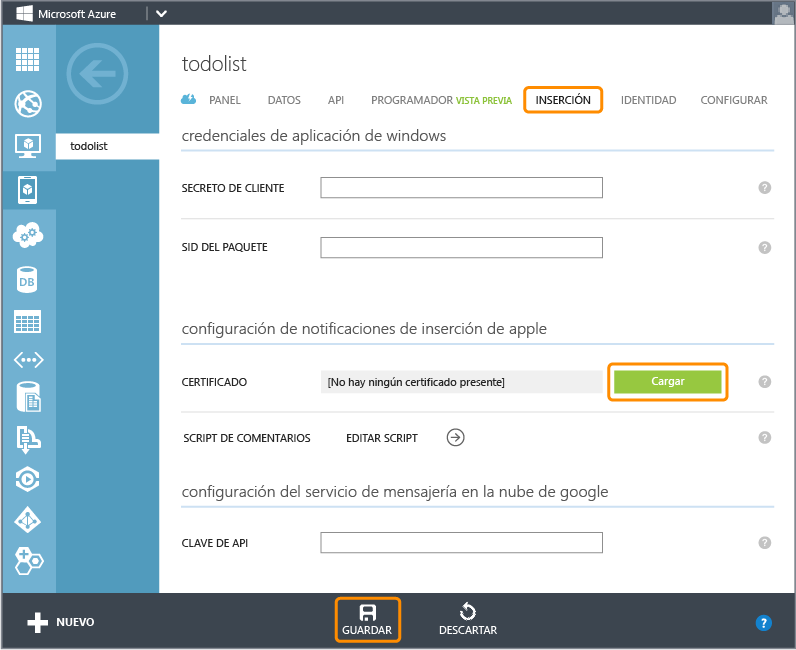 Microsoft Azure
todolist
todolist
PANEL DATOS API PROGRAMADOR VISTA PREVIA INSERCIÓN IDENTIDAD CONFIGURAR
credenciales de aplicación de windows
SECRETO DE CLIENTE ?
SID DEL PAQUETE ?
configuración de notificaciones de inserción de apple
CERTIFICADO [No hay ningún certificado presente] Cargar ?
SCRIPT DE COMENTARIOS EDITAR SCRIPT ?
configuración del servicio de mensajería en la nube de google
CLAVE DE API ?
DB
NUEVO GUARDAR DESCARTAR ?